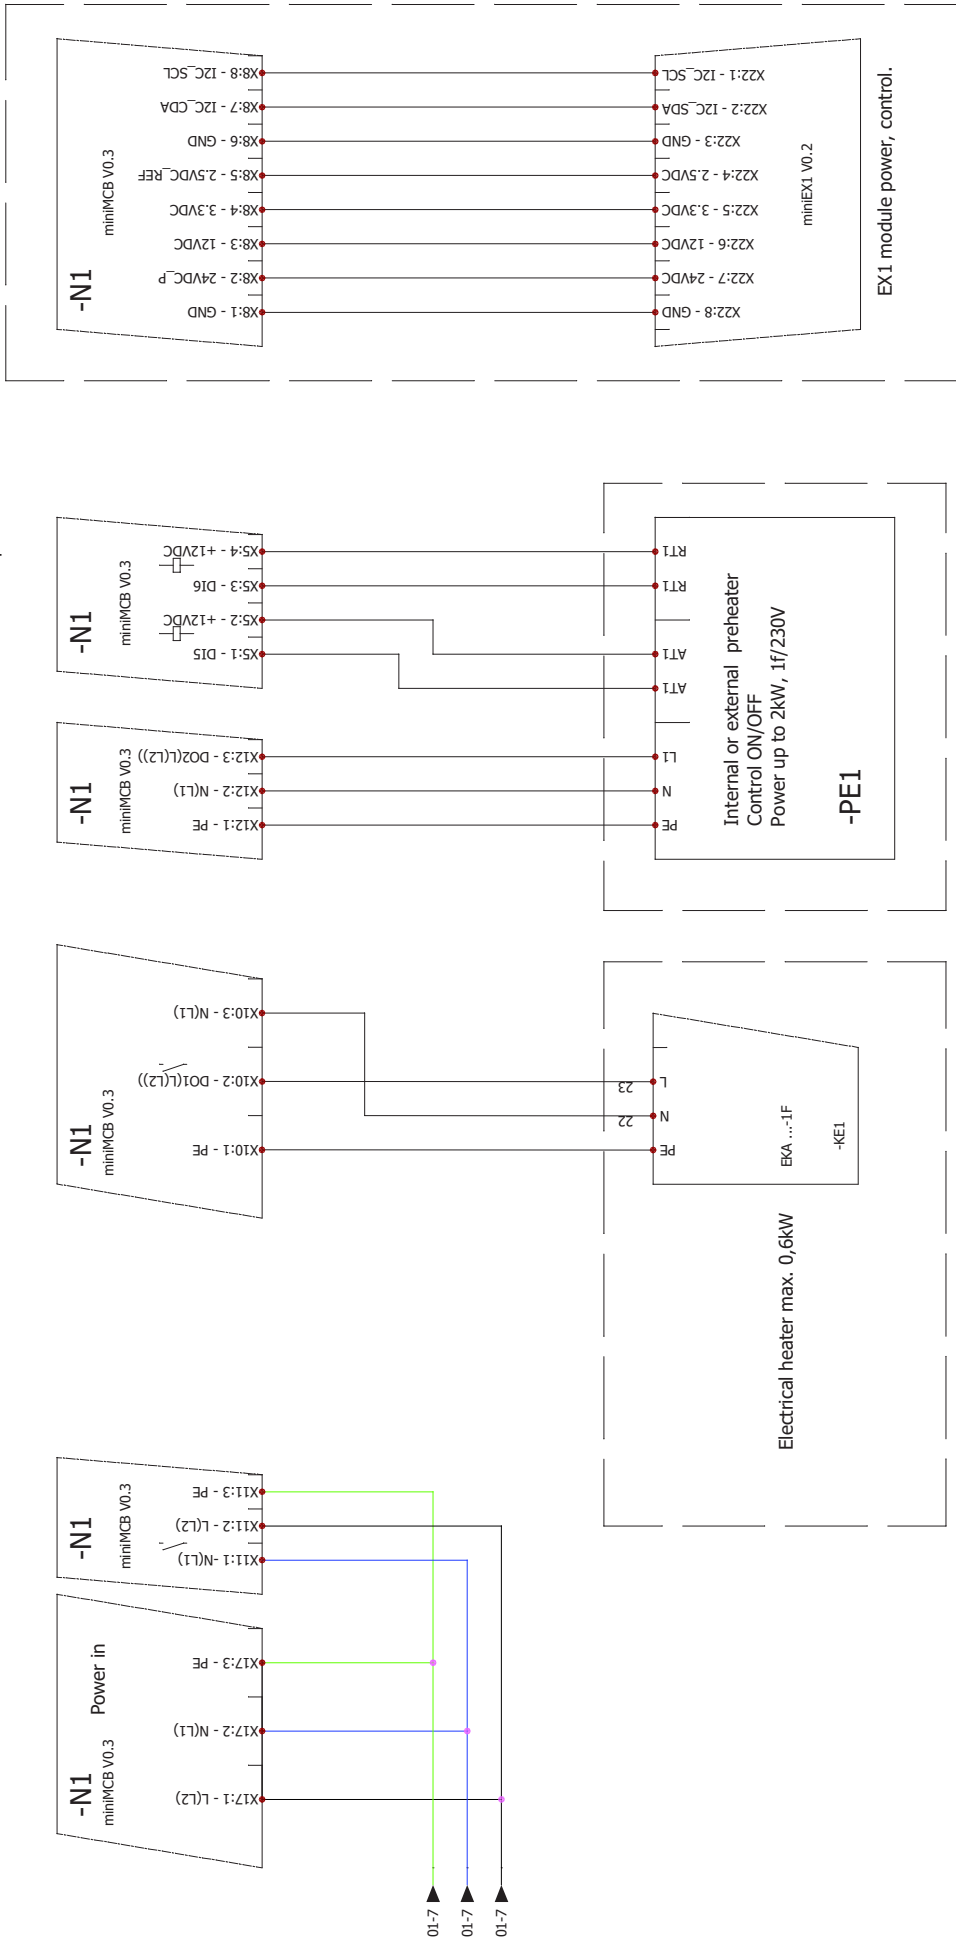 -N1
miniMCB V0.3
Power in
X17:1 - L(L2)
X17:2 - N(L1)
X17:3 - PE
-N1
miniMCB V0.3
X11:1 -N(L1)
X11:2 - L(L2)
X11:3 - PE
01-7
01-7
01-7
-N1
miniMCB V0.3
X10:1 - PE
X10:2 - DO1(L(L2))
X10:3 - N(L1)
22
23
PE
N
L
EKA ...-1F
-KE1
Electrical heater max. 0,6kW
-N1
miniMCB V0.3
X12:1 - PE
X12:2 - N(L1)
X12:3 - DO2(L(L2))
-N1
miniMCB V0.3
X5:1 - DI5
X5:2 - +12VDC
X5:3 - DI6
X5:4 - +12VDC
PE
N
L1
AT1
AT1
RT1
RT1
Internal or external preheater
Control ON/OFF
Power up to 2kW, 1f/230V
-PE1
-N1
miniMCB V0.3
X8:1 - GND
X8:2 - 24VDC_P
X8:3 - 12VDC
X8:4 - 3.3VDC
X8:5 - 2.5VDC_REF
X8:6 - GND
X8:7 - I2C_CDA
X8:8 - I2C_SCL
X22:8 - GND
X22:7 - 24VDC
X22:6 - 12VDC
X22:5 - 3.3VDC
X22:4 - 2.5VDC
X22:3 - GND
X22:2 - I2C_SDA
X22:1 - I2C_SCL
miniEX1 V0.2
EX1 module power, control.